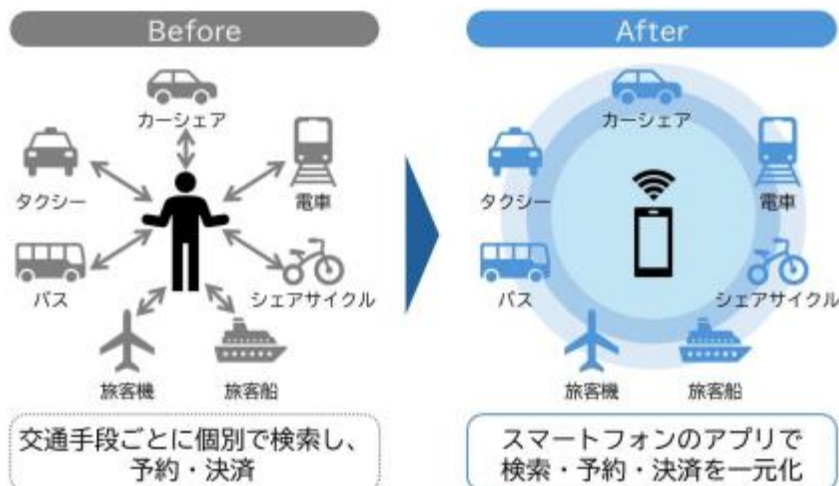 Before
カーシェア
タクシー
電車
バス
シェアサイクル
旅客機
旅客船
交通手段ごとに個別で検索し、
予約・決済
After
カーシェア
タクシー
電車
バス
シェアサイクル
旅客機
旅客船
スマートフォンのアプリで
検索・予約・決済を一元化